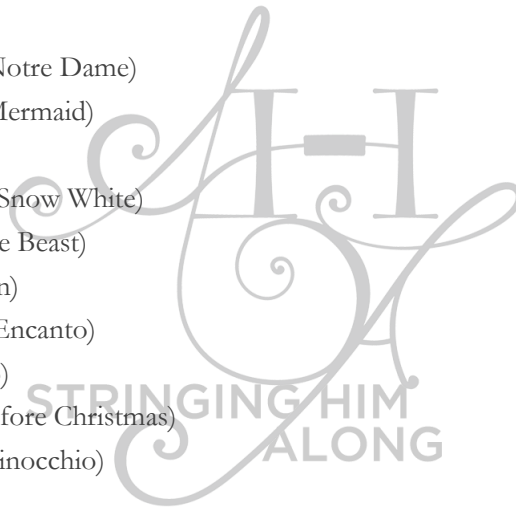 Notre Dame)
Mermaid)
Snow White)
e Beast)
n)
Encanto)
)
fore Christmas)
inocchio)
STRINGING HIM
ALONG